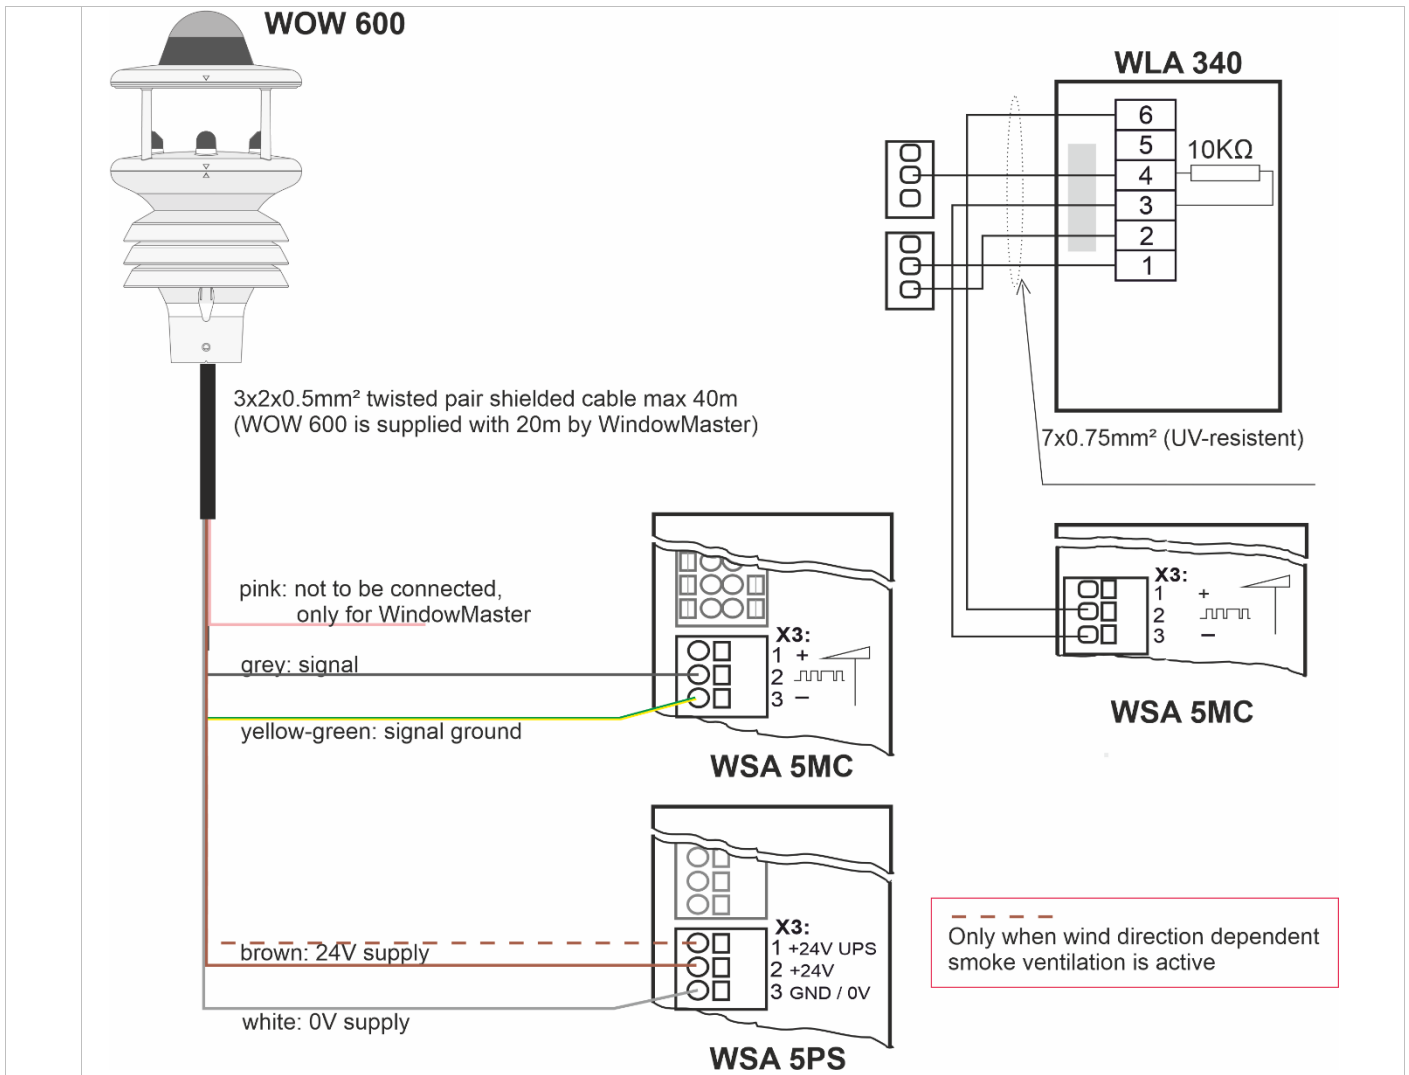 WOW 600
WLA 340
6
5
4
3
2
1
10KΩ
3x2x0.5mm² twisted pair shielded cable max 40m
(WOW 600 is supplied with 20m by WindowMaster)
7x0.75mm² (UV-resistent)
pink: not to be connected,
only for WindowMaster
grey: signal
yellow-green: signal ground
X3:
1 +
2
3 –
WSA 5MC
X3:
1 +
2
3 –
WSA 5MC
brown: 24V supply
white: 0V supply
X3:
1 +24V UPS
2 +24V
3 GND / 0V
WSA 5PS
Only when wind direction dependent
smoke ventilation is active